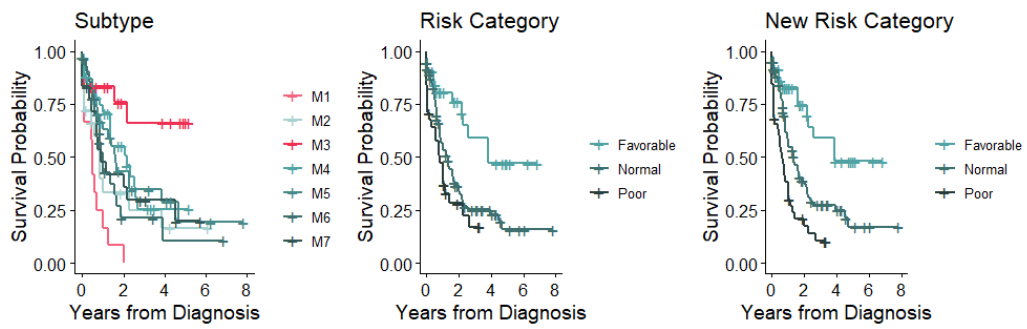 Subtype
Survival Probability
1.00
0.75
0.50
0.25
0.00
0 2 4 6 8
Years from Diagnosis
M1
M2
M3
M4
M5
M6
M7
Risk Category
Survival Probability
1.00
0.75
0.50
0.25
0.00
0 2 4 6 8
Years from Diagnosis
Favorable
Normal
Poor
New Risk Category
Survival Probability
1.00
0.75
0.50
0.25
0.00
0 2 4 6 8
Years from Diagnosis
Favorable
Normal
Poor